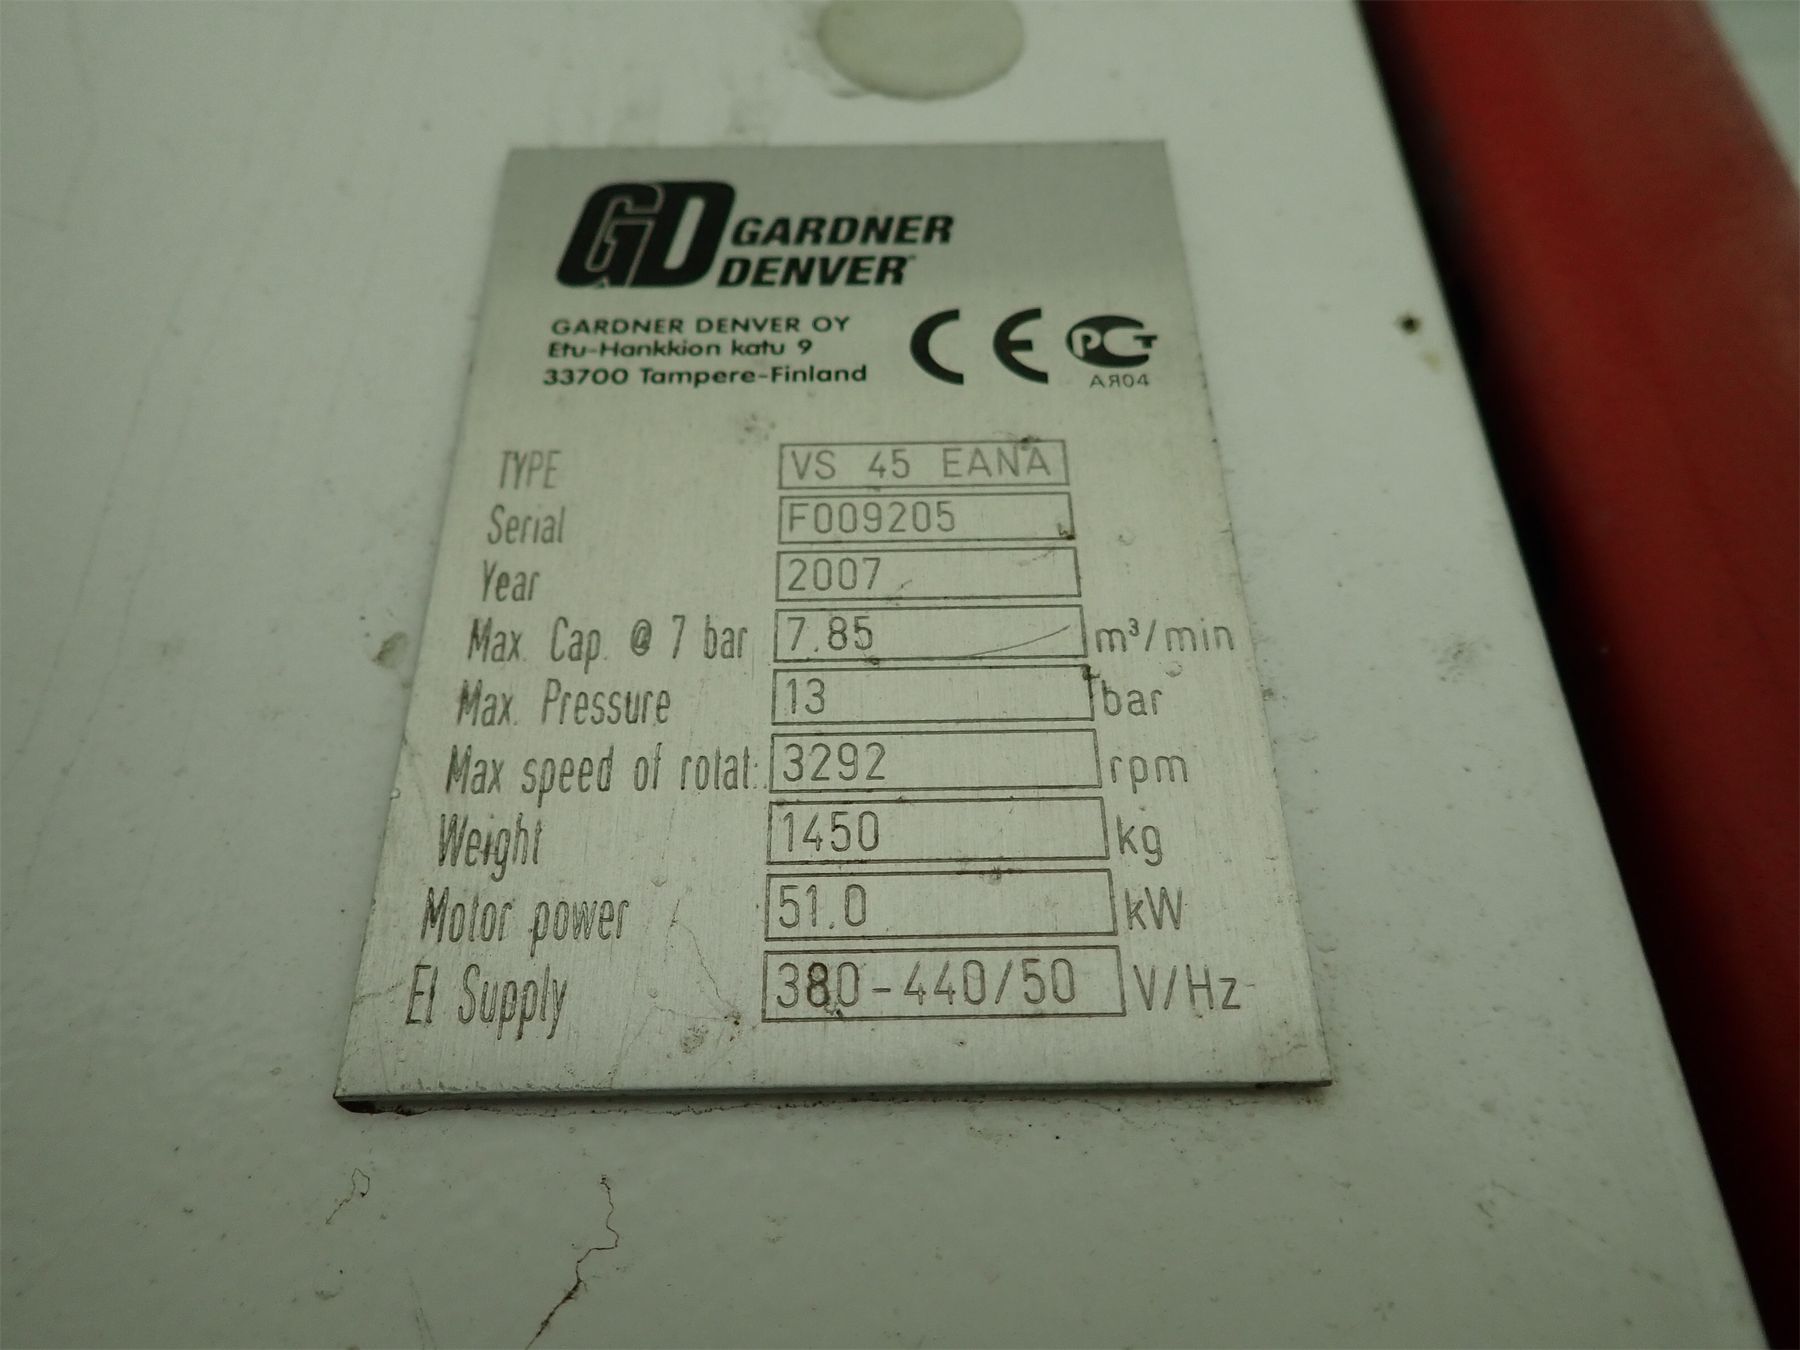 GD GARDNER
DENVER
GARDNER DENVER OY
Etu-Hankkion katu 9
33700 Tampere-Finland
CE PCT
АЯ04
TYPE VS 45 EANA
Serial F009205
Year 2007
Max. Cap. @ 7 bar 7.85 m³/min
Max. Pressure 13 bar
Max speed of rotat.: 3292 rpm
Weight 1450 kg
Motor power 51.0 kW
El Supply 380-440/50 V/Hz